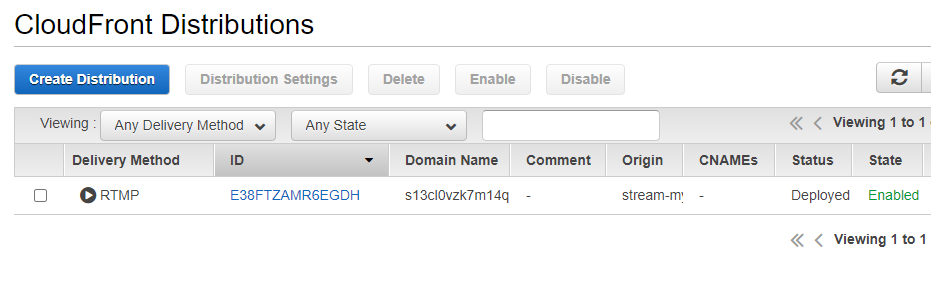 CloudFront Distributions
Create Distribution Distribution Settings Delete Enable Disable
Viewing : Any Delivery Method Any State Viewing 1 to 1
Delivery Method ID Domain Name Comment Origin CNAMEs Status State
RTMP E38FTZAMR6EGDH s13cl0vzk7m14q - stream-my - Deployed Enabled
Viewing 1 to 1